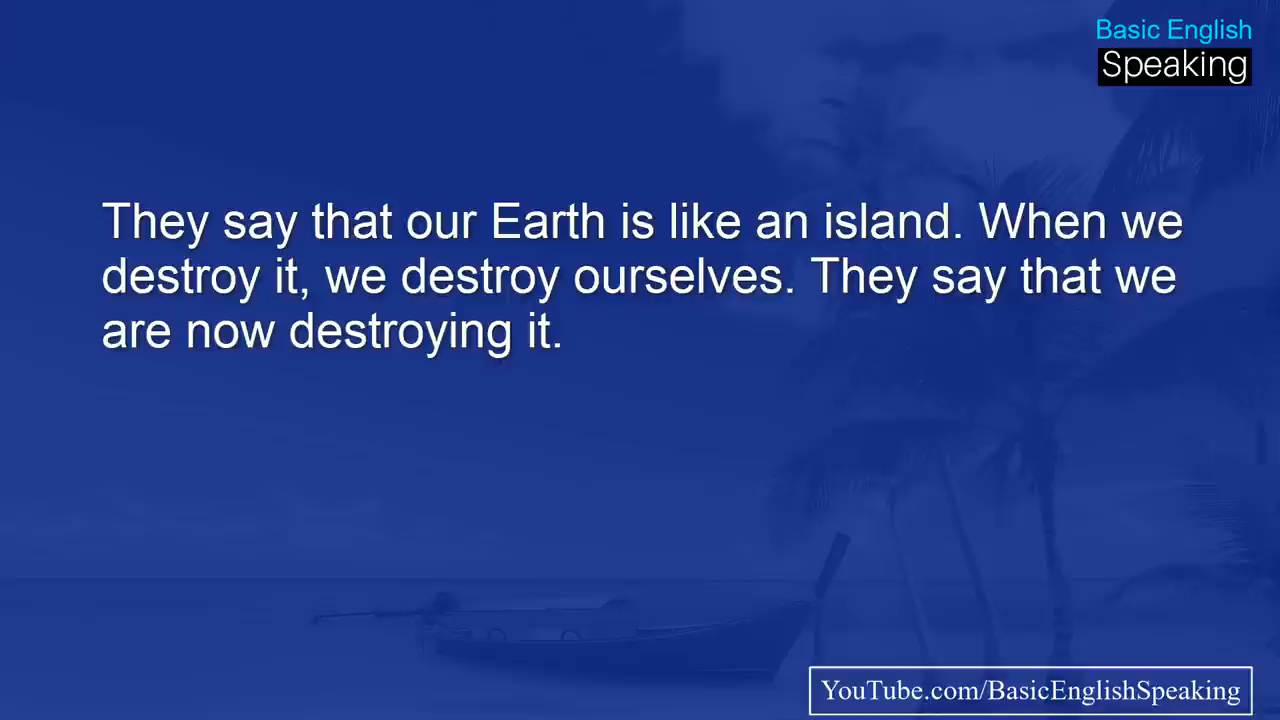 Basic English
Speaking
They say that our Earth is like an island. When we
destroy it, we destroy ourselves. They say that we
are now destroying it.
YouTube.com/BasicEnglishSpeaking